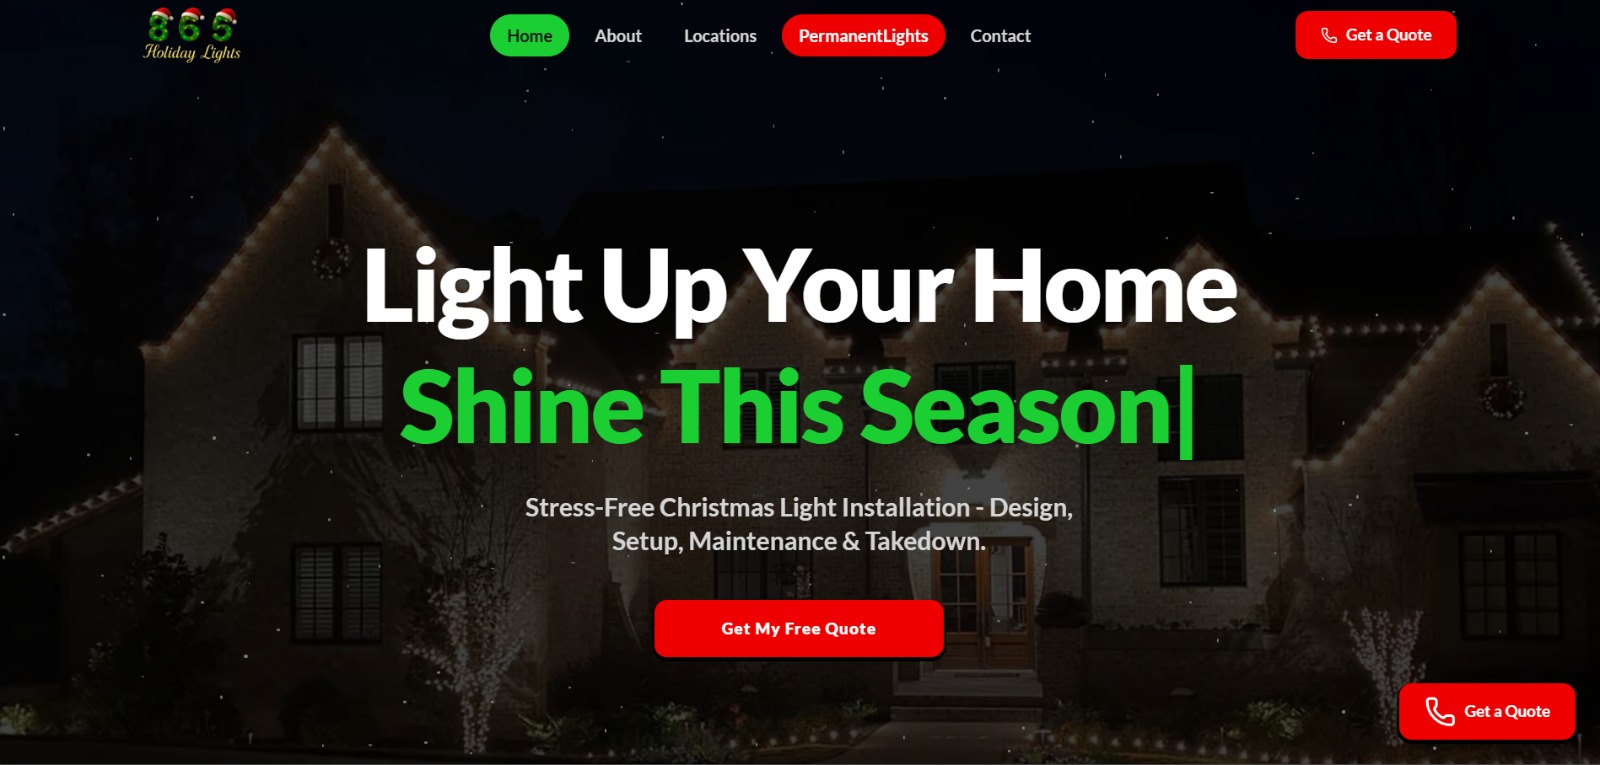 865
Holiday Lights
Home
About
Locations
PermanentLights
Contact
Get a Quote
Light Up Your Home
Shine This Season|
Stress-Free Christmas Light Installation - Design,
Setup, Maintenance & Takedown.
Get My Free Quote
Get a Quote